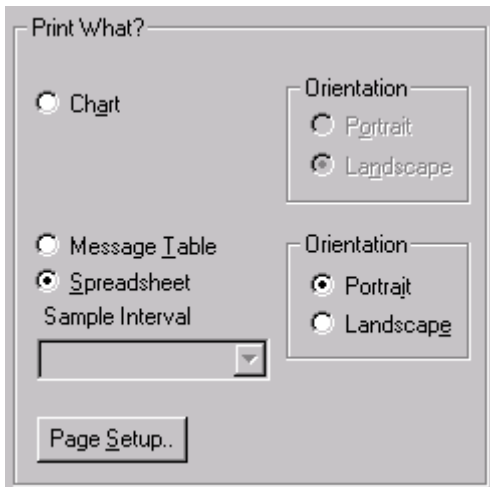 Print What?
Chart
Orientation
Portrait
Landscape
Message Table
Spreadsheet
Sample Interval
Orientation
Portrait
Landscape
Page Setup..